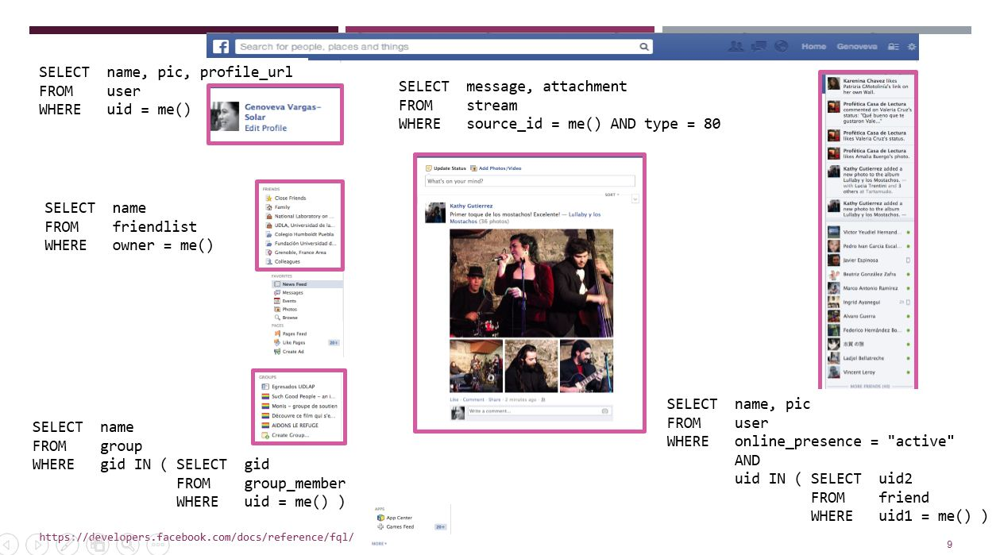 Search for people, places and things
Home
Genoveva
SELECT name, pic, profile_url
FROM user
WHERE uid = me()
Genoveva Vargas-
Solar
Edit Profile
SELECT message, attachment
FROM stream
WHERE source_id = me() AND type = 80
SELECT name
FROM friendlist
WHERE owner = me()
FRIENDS
Close Friends
Family
National Laboratory on ...
UDLA, Universidad de la...
Colegio Humboldt Puebla
Fundación Universidad d...
Grenoble, France Area
Colleagues
FAVORITES
News Feed
Messages
Events
Photos
Browse
PAGES
Pages Feed
Like Pages 20+
Create Ad
GROUPS
Egresados UDLAP
Such Good People – an i...
Monis – groupe de soutien
Découvre ce film qui s'e...
AIDONS LE REFUGE
Create Group...
SELECT name
FROM group
WHERE gid IN ( SELECT gid
FROM group_member
WHERE uid = me() )
Update Status Add Photos/Video
What's on your mind?
SORT
Kathy Gutierrez
Primer toque de los mostachos! Excelente! — Lullaby y los
Mostachos (36 photos)
Like · Comment · Share · 2 minutes ago
Write a comment...
APPS
App Center
Games Feed 20+
MORE
Karenina Chavez likes
Patrizia GMotolinía's link on
her own Wall.
Profética Casa de Lectura
commented on Valeria Cruz's
status: "Qué bueno que te
gustaron Vale..."
Profética Casa de Lectura
likes Valeria Cruz's status.
Profética Casa de Lectura
likes Amalia Buergo's photo.
Kathy Gutierrez added a
new photo to the album
Lullaby y los Mostachos. —
with Lucia Trentini and 3
others at Tartamudo.
Kathy Gutierrez added a
new photo to the album
Lullaby y los Mostachos. —
Victor Yeudiel Hernand...
Pedro Ivan Garcia Escal...
Javier Espinosa
Beatriz González Zafra
Marco Antonio Ramirez
Ingrid Ayanegui
Alvaro Guerra
Federico Hernández Bo...
Ladjel Bellatreche
Vincent Leroy
MORE FRIENDS (40)
SELECT name, pic
FROM user
WHERE online_presence = "active"
AND
uid IN ( SELECT uid2
FROM friend
WHERE uid1 = me() )
https://developers.facebook.com/docs/reference/fql/
9